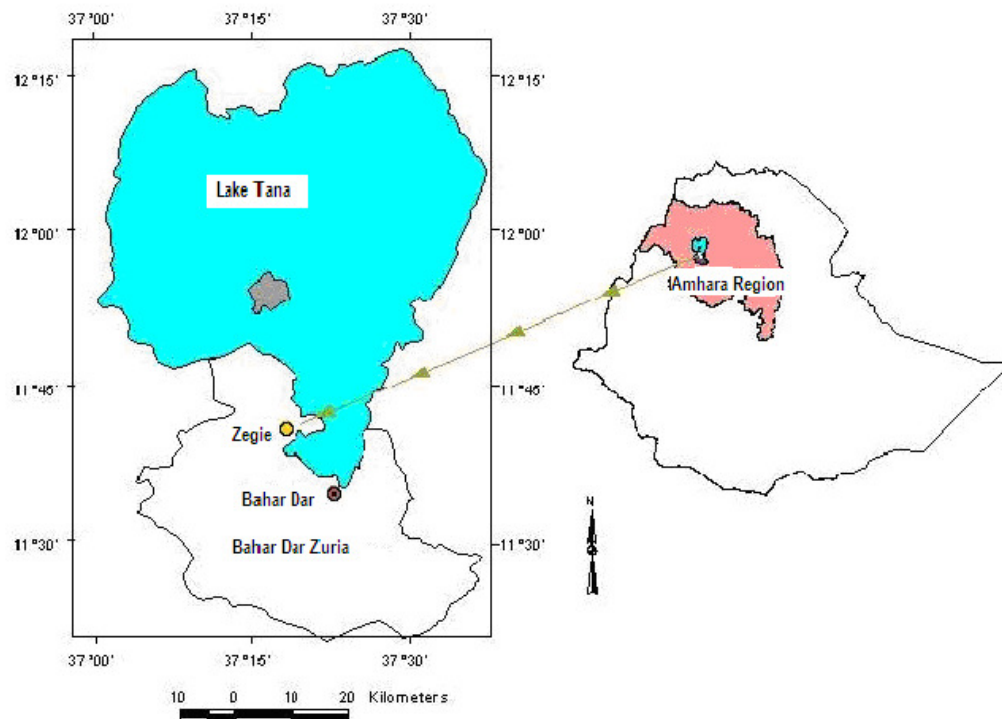 37°00' 37°15' 37°30'
12°15' 12°15'
Lake Tana
12°00' 12°00'
Amhara Region
11°45' 11°45'
Zegie
Bahar Dar
N
11°30' 11°30'
Bahar Dar Zuria
37°00' 37°15' 37°30'
10 0 10 20 Kilometers